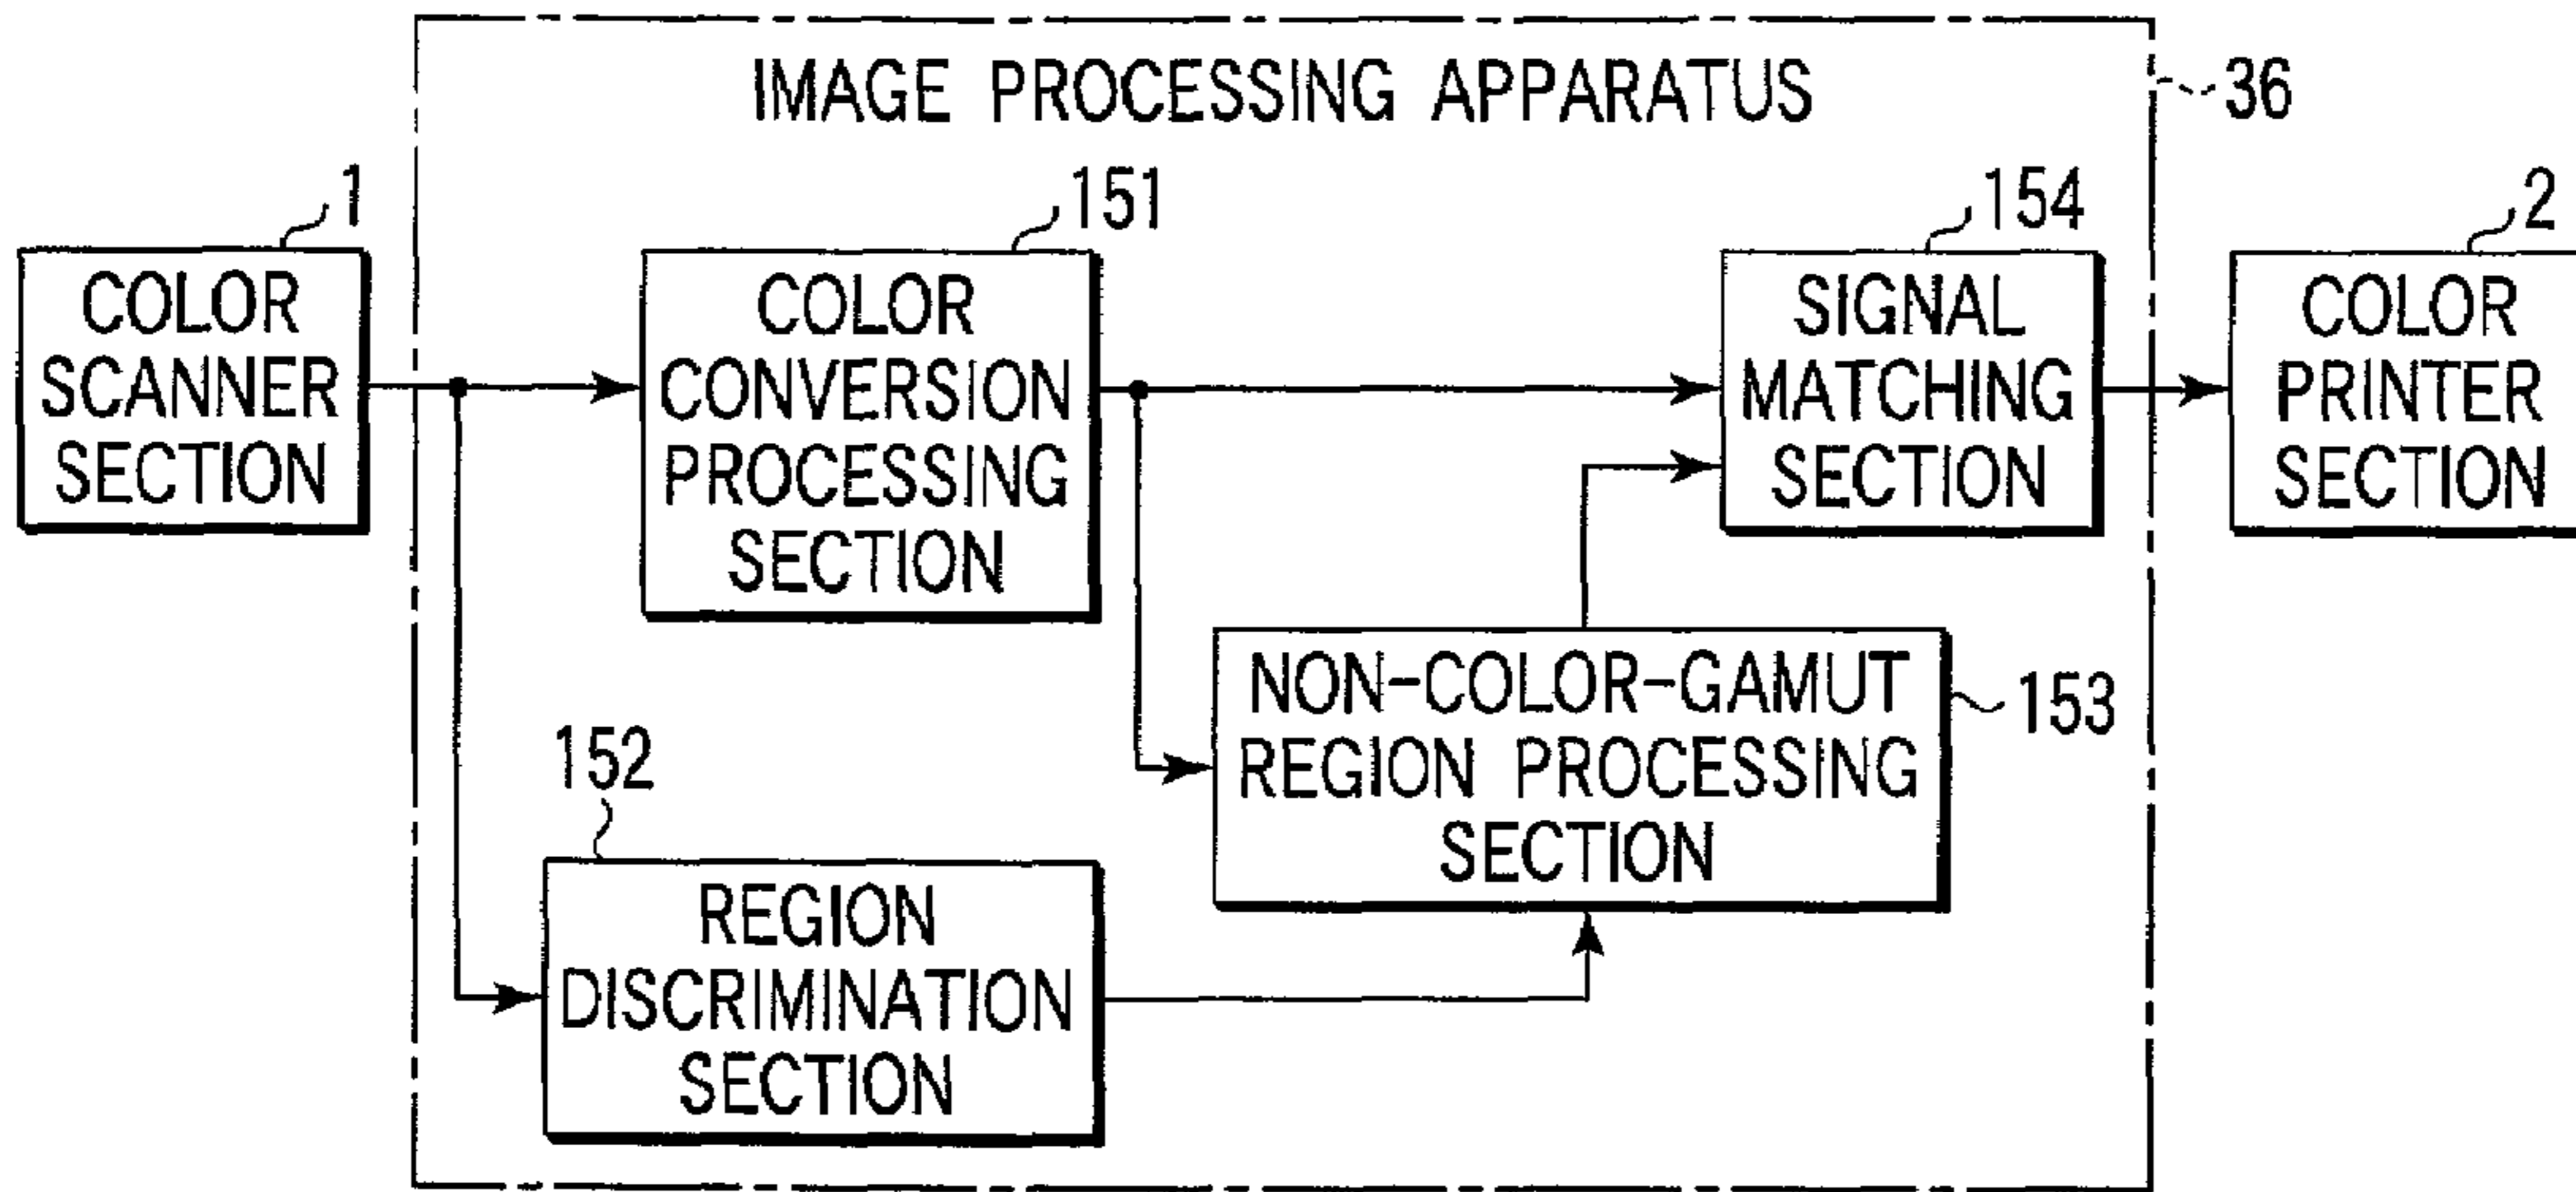 IMAGE PROCESSING APPARATUS
36
1
COLOR
SCANNER
SECTION
151
COLOR
CONVERSION
PROCESSING
SECTION
154
SIGNAL
MATCHING
SECTION
2
COLOR
PRINTER
SECTION
152
REGION
DISCRIMINATION
SECTION
153
NON-COLOR-GAMUT
REGION PROCESSING
SECTION